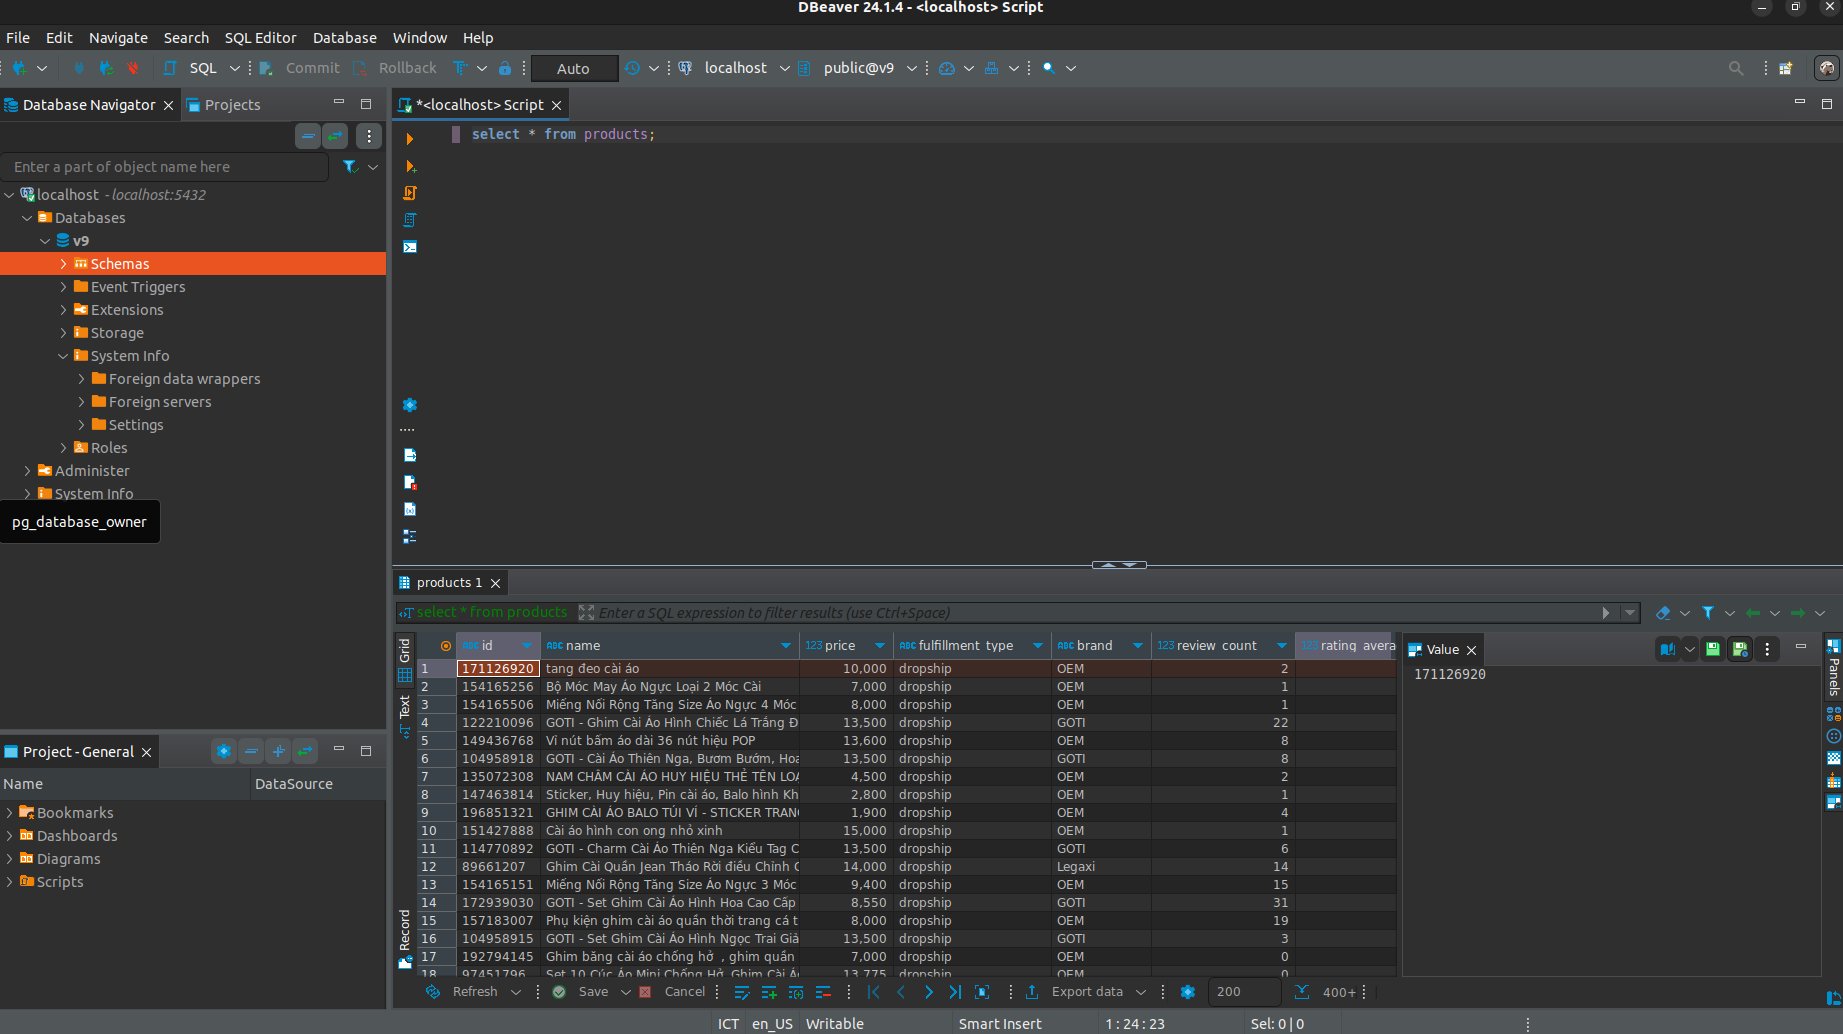 DBeaver 24.1.4 - <localhost> Script
File Edit Navigate Search SQL Editor Database Window Help
SQL Commit Rollback Auto localhost public@v9
Database Navigator Projects
*<localhost> Script
Enter a part of object name here
localhost - localhost:5432
Databases
v9
Schemas
Event Triggers
Extensions
Storage
System Info
Foreign data wrappers
Foreign servers
Settings
Roles
Administer
System Info
pg_database_owner
select * from products;
Project - General
Name DataSource
Bookmarks
Dashboards
Diagrams
Scripts
products 1
select * from products Enter a SQL expression to filter results (use Ctrl+Space)
Grid
Text
Record
ABC id ABC name 123 price ABC fulfillment_type ABC brand 123 review_count 123 rating_avera
1 171126920 tang đeo cài áo 10,000 dropship OEM 2
2 154165256 Bộ Móc May Áo Ngực Loại 2 Móc Cài 7,000 dropship OEM 1
3 154165506 Miếng Nối Rộng Tăng Size Áo Ngực 4 Móc 8,000 dropship OEM 1
4 122210096 GOTI - Ghim Cài Áo Hình Chiếc Lá Trắng Đ 13,500 dropship GOTI 22
5 149436768 Vỉ nút bấm áo dài 36 nút hiệu POP 13,600 dropship OEM 8
6 104958918 GOTI - Cài Áo Thiên Nga, Bươm Bướm, Hoa 13,500 dropship GOTI 8
7 135072308 NAM CHÂM CÀI ÁO HUY HIỆU THẺ TÊN LOẠ 4,500 dropship OEM 2
8 147463814 Sticker, Huy hiệu, Pin cài áo, Balo hình Kh 2,800 dropship OEM 1
9 196851321 GHIM CÀI ÁO BALO TÚI VÍ - STICKER TRANG 1,900 dropship OEM 4
10 151427888 Cài áo hình con ong nhỏ xinh 15,000 dropship OEM 1
11 114770892 GOTI - Charm Cài Áo Thiên Nga Kiểu Tag C 13,500 dropship GOTI 6
12 89661207 Ghim Cài Quần Jean Tháo Rời điều Chỉnh C 14,000 dropship Legaxi 14
13 154165151 Miếng Nối Rộng Tăng Size Áo Ngực 3 Móc 9,400 dropship OEM 15
14 172939030 GOTI - Set Ghim Cài Áo Hình Hoa Cao Cấp 8,550 dropship GOTI 31
15 157183007 Phụ kiện ghim cài áo quần thời trang cá t 8,000 dropship OEM 19
16 104958915 GOTI - Set Ghim Cài Áo Hình Ngọc Trai Giả 13,500 dropship GOTI 3
17 192794145 Ghim băng cài áo chống hở , ghim quần 7,000 dropship OEM 0
18 97451796 Set 10 Cúc Áo Mini Chống Hở, Ghim Cài Áo 13,775 dropship OEM 0
Value
171126920
Panels
Refresh Save Cancel Export data 200 400+
ICT en_US Writable Smart Insert 1 : 24 : 23 Sel: 0 | 0